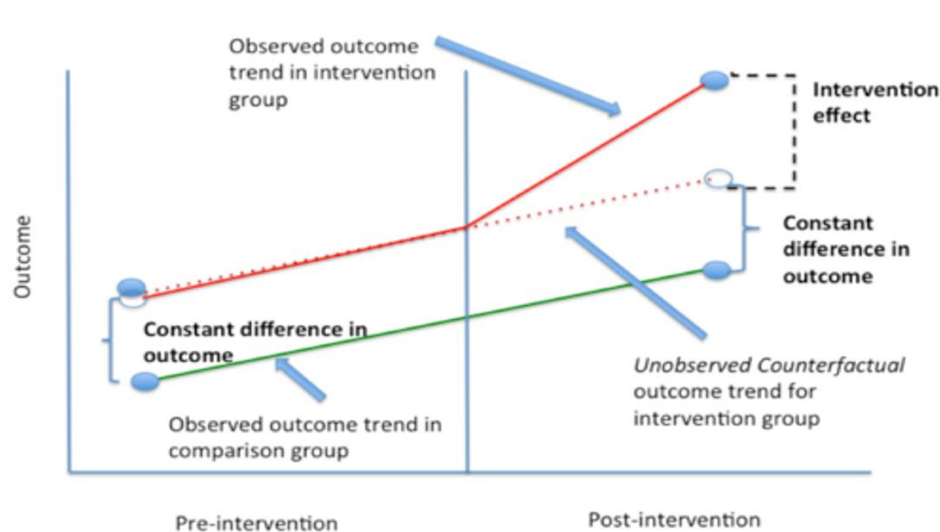 Observed outcome
trend in intervention
group
Intervention
effect
Outcome
Constant
difference in
outcome
Constant difference in
outcome
Unobserved Counterfactual
outcome trend for
intervention group
Observed outcome trend in
comparison group
Pre-intervention
Post-intervention